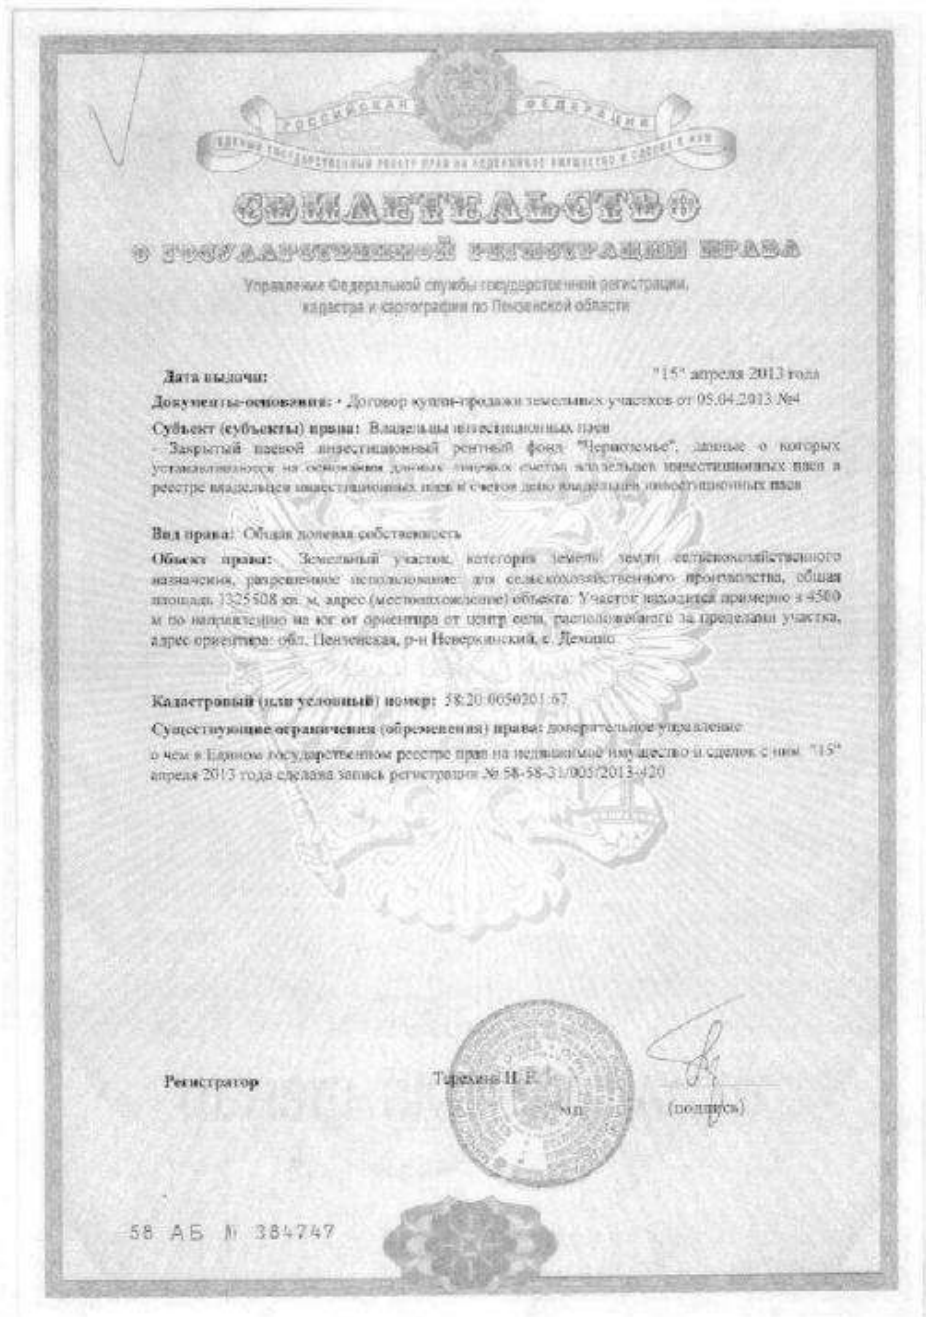 РОССИЙСКАЯ ФЕДЕРАЦИЯ
ЕДИНЫЙ ГОСУДАРСТВЕННЫЙ РЕЕСТР ПРАВ НА НЕДВИЖИМОЕ ИМУЩЕСТВО И СДЕЛОК С НИМ
СВИДЕТЕЛЬСТВО
О ГОСУДАРСТВЕННОЙ РЕГИСТРАЦИИ ПРАВА
Управление Федеральной службы государственной регистрации,
кадастра и картографии по Пензенской области
Дата выдачи: "15" апреля 2013 года
Документы-основания: • Договор купли-продажи земельных участков от 05.04.2013 №4
Субъект (субъекты) права: Владельцы инвестиционных паев
- Закрытый паевой инвестиционный рентный фонд "Черноземье", данные о которых
устанавливаются на основании данных лицевых счетов владельцев инвестиционных паев в
реестре владельцев инвестиционных паев и счетов депо владельцев инвестиционных паев
Вид права: Общая долевая собственность
Объект права: Земельный участок, категория земель: земли сельскохозяйственного
назначения, разрешенное использование: для сельскохозяйственного производства, общая
площадь 1325508 кв. м, адрес (местонахождение) объекта: Участок находится примерно в 4500
м по направлению на юг от ориентира от центр села, расположенного за пределами участка,
адрес ориентира: обл. Пензенская, р-н Неверкинский, с. Демино
Кадастровый (или условный) номер: 58:20:0050201:67
Существующие ограничения (обременения) права: доверительное управление
о чем в Едином государственном реестре прав на недвижимое имущество и сделок с ним "15"
апреля 2013 года сделана запись регистрации № 58-58-31/005/2013-420
Регистратор Терехина Н. Е.
м.п. (подпись)
58 АБ № 384747